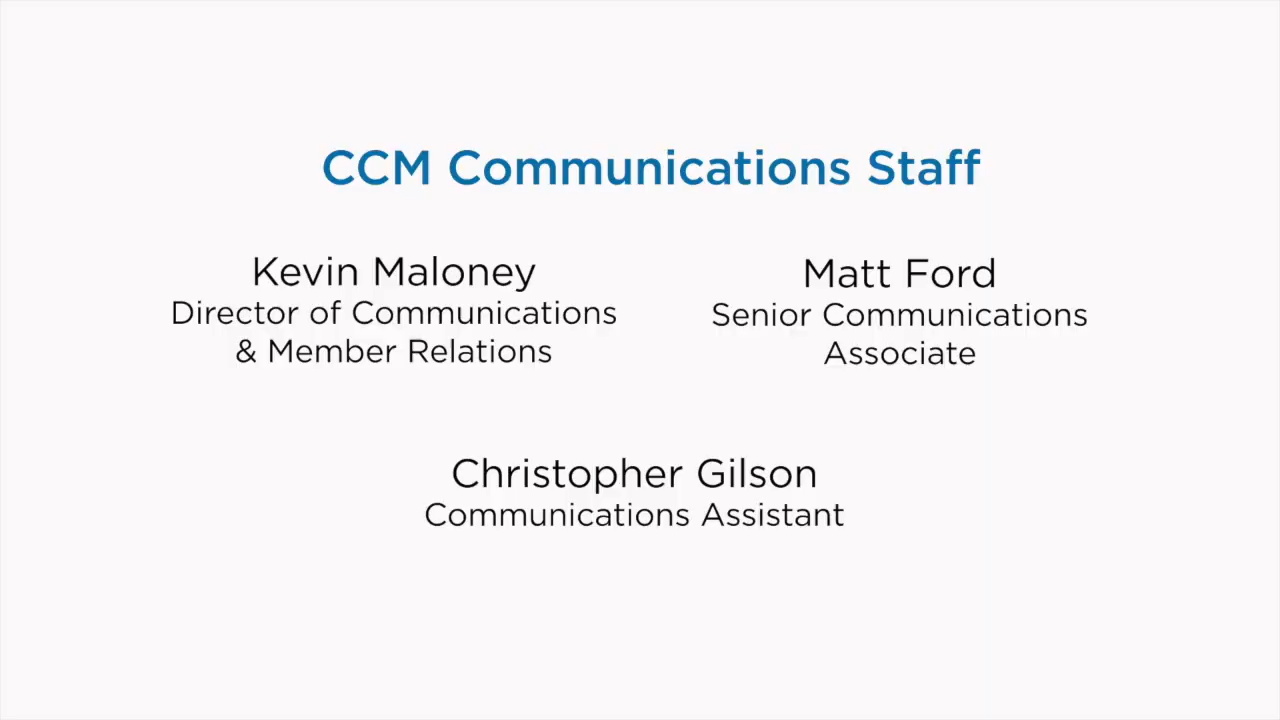 CCM Communications Staff
Kevin Maloney
Director of Communications
& Member Relations
Matt Ford
Senior Communications
Associate
Christopher Gilson
Communications Assistant